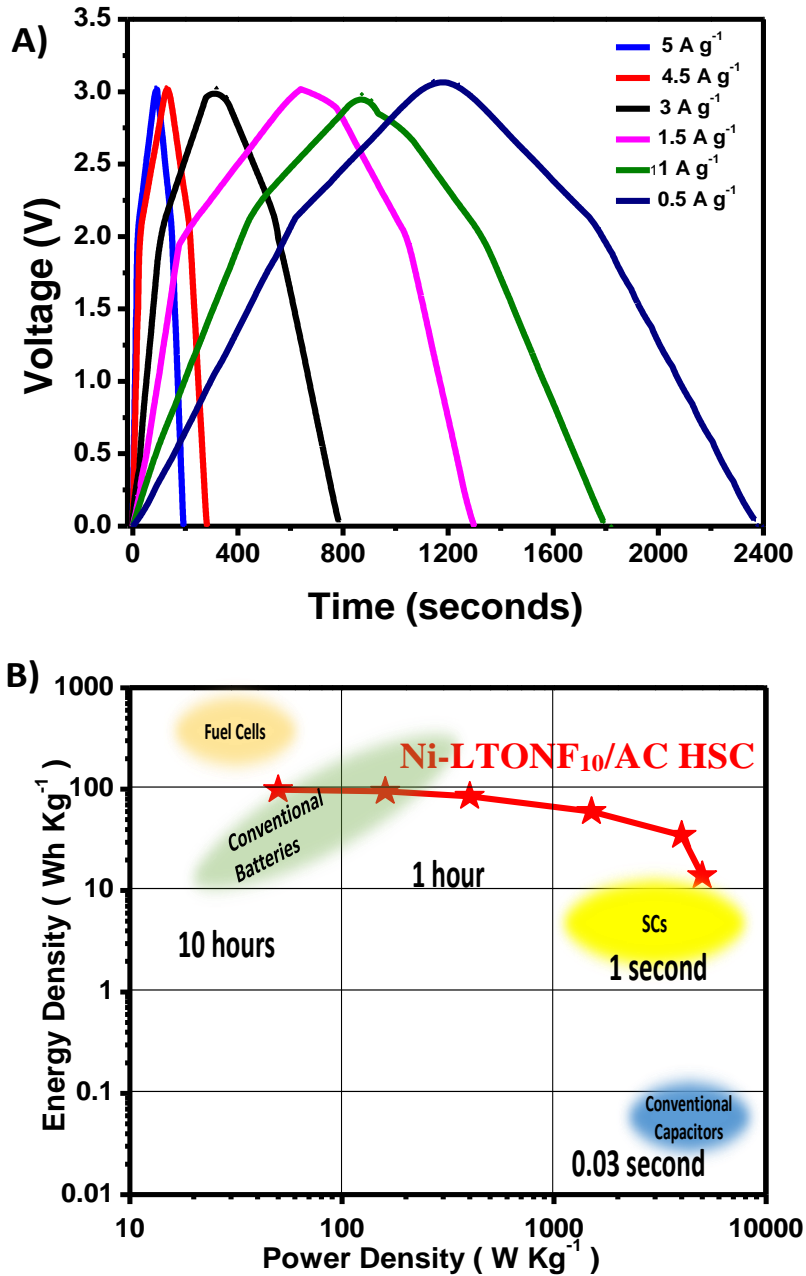 A)
3.5
3.0
2.5
2.0
1.5
1.0
0.5
0.0
Voltage (V)
5 A g⁻¹
4.5 A g⁻¹
3 A g⁻¹
1.5 A g⁻¹
11 A g⁻¹
0.5 A g⁻¹
0 400 800 1200 1600 2000 2400
Time (seconds)
B)
1000
100
10
1
0.1
0.01
Energy Density ( Wh Kg⁻¹ )
Fuel Cells
Ni-LTONF₁₀/AC HSC
Conventional
Batteries
1 hour
10 hours
SCs
1 second
Conventional
Capacitors
0.03 second
10 100 1000 10000
Power Density ( W Kg⁻¹ )